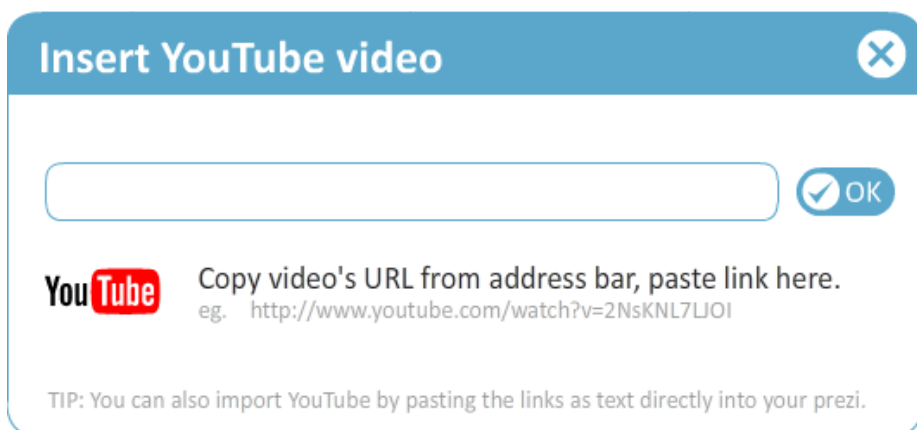 Insert YouTube video
OK
YouTube
Copy video's URL from address bar, paste link here.
eg. http://www.youtube.com/watch?v=2NsKNL7LJOI
TIP: You can also import YouTube by pasting the links as text directly into your prezi.